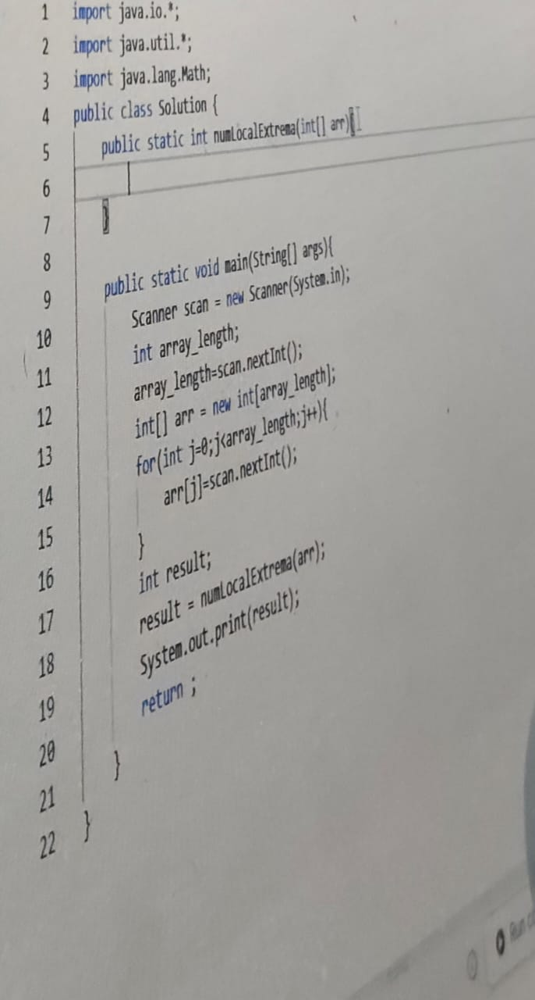 1 import java.io.*;
2 import java.util.*;
3 import java.lang.Math;
4 public class Solution {
5 public static int numLocalExtrema(int[] arr){
6
7 }
8
9 public static void main(String[] args){
10 Scanner scan = new Scanner(System.in);
11 int array_length;
12 array_length=scan.nextInt();
13 int[] arr = new int[array_length];
14 for(int j=0;j<array_length;j++){
15 arr[j]=scan.nextInt();
16 }
17 int result;
18 result = numLocalExtrema(arr);
19 System.out.print(result);
20 return ;
21 }
22 }
Run